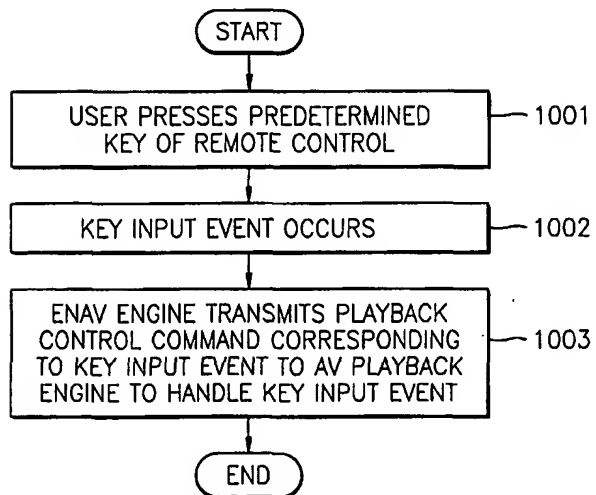 START
USER PRESSES PREDETERMINED
KEY OF REMOTE CONTROL
1001
KEY INPUT EVENT OCCURS
1002
ENAV ENGINE TRANSMITS PLAYBACK
CONTROL COMMAND CORRESPONDING
TO KEY INPUT EVENT TO AV PLAYBACK
ENGINE TO HANDLE KEY INPUT EVENT
1003
END